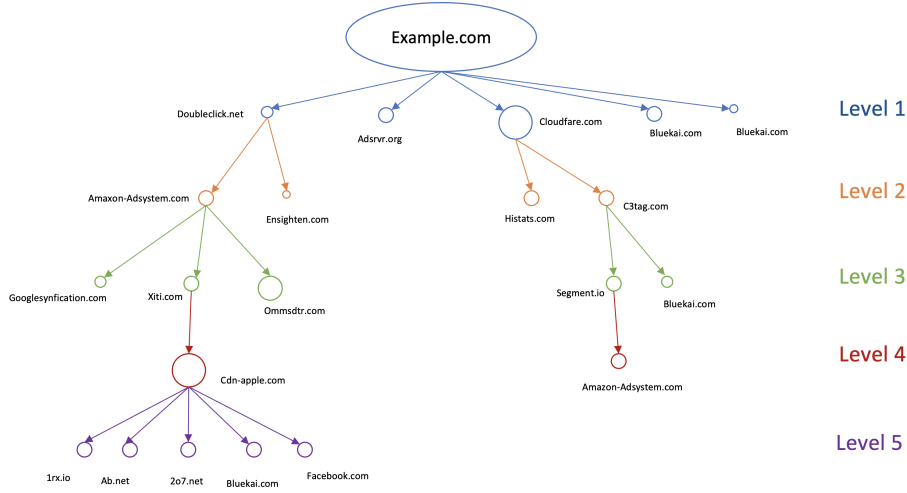 Example.com
Level 1
Doubleclick.net
Adsrvr.org
Cloudfare.com
Bluekai.com
Bluekai.com
Level 2
Amaxon-Adsystem.com
Ensighten.com
Histats.com
C3tag.com
Level 3
Googlesynfication.com
Xiti.com
Ommsdtr.com
Segment.io
Bluekai.com
Level 4
Cdn-apple.com
Amazon-Adsystem.com
Level 5
1rx.io
Ab.net
2o7.net
Bluekai.com
Facebook.com